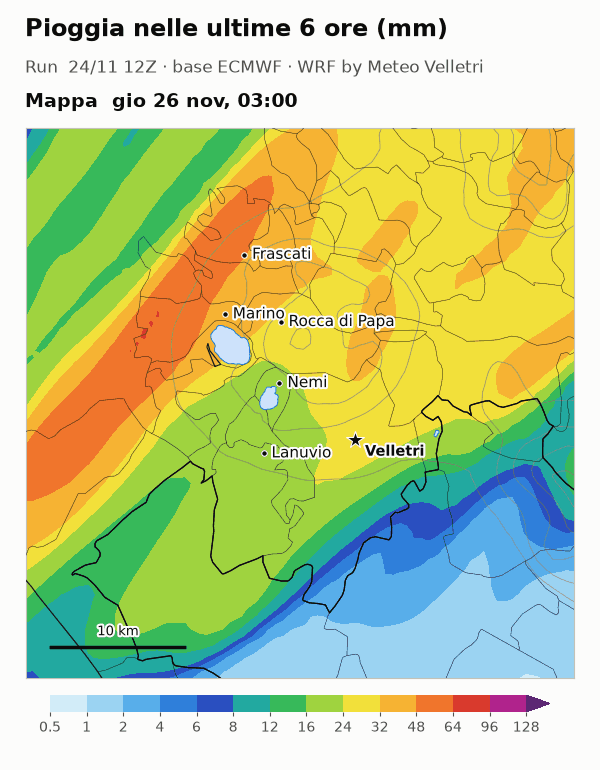 Pioggia nelle ultime 6 ore (mm)
Run  24/11 12Z · base ECMWF · WRF by Meteo Velletri
Mappa  gio 26 nov, 03:00
Frascati
Marino
Rocca di Papa
Nemi
Velletri
Lanuvio
10 km
0.5 1 2 4 6 8 12 16 24 32 48 64 96 128